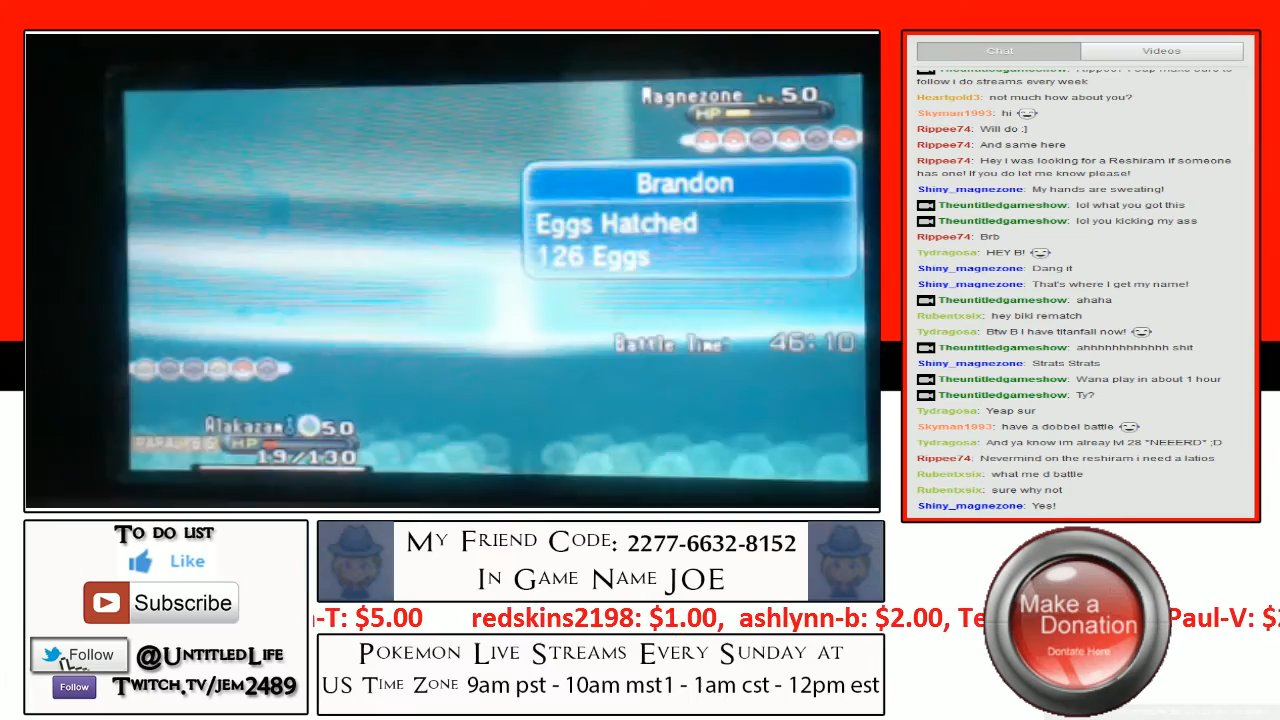 Magnezone Lv. 50
HP
Brandon
Eggs Hatched
126 Eggs
Battle Time: 46:10
Alakazam 50
HP
19/130
Chat
Videos
follow i do streams every week
Heartgold3: not much how about you?
Skyman1993: hi
Rippee74: Will do :]
Rippee74: And same here
Rippee74: Hey i was looking for a Reshiram if someone
has one! If you do let me know please!
Shiny_magnezone: My hands are sweating!
Theuntitledgameshow: lol what you got this
Theuntitledgameshow: lol you kicking my ass
Rippee74: Brb
Tydragosa: HEY B!
Shiny_magnezone: Dang it
Shiny_magnezone: That's where I get my name!
Theuntitledgameshow: ahaha
Rubentxsix: hey biki rematch
Tydragosa: Btw B I have titanfall now!
Theuntitledgameshow: ahhhhhhhhhhhh shit
Shiny_magnezone: Strats Strats
Theuntitledgameshow: Wana play in about 1 hour
Theuntitledgameshow: Ty?
Tydragosa: Yeap sur
Skyman1993: have a dobbel battle
Tydragosa: And ya know im alreay lvl 28 *NEEERD* ;D
Rippee74: Nevermind on the reshiram i need a latios
Rubentxsix: what me d battle
Rubentxsix: sure why not
Shiny_magnezone: Yes!
To do list
Like
Subscribe
Follow @UntitledLife
Follow Twitch.tv/jem2489
My Friend Code: 2277-6632-8152
In Game Name JOE
-T: $5.00 redskins2198: $1.00, ashlynn-b: $2.00, Te Paul-V: $
Pokemon Live Streams Every Sunday at
US Time Zone 9am pst - 10am mst1 - 1am cst - 12pm est
Make a
Donation
Dontate Here